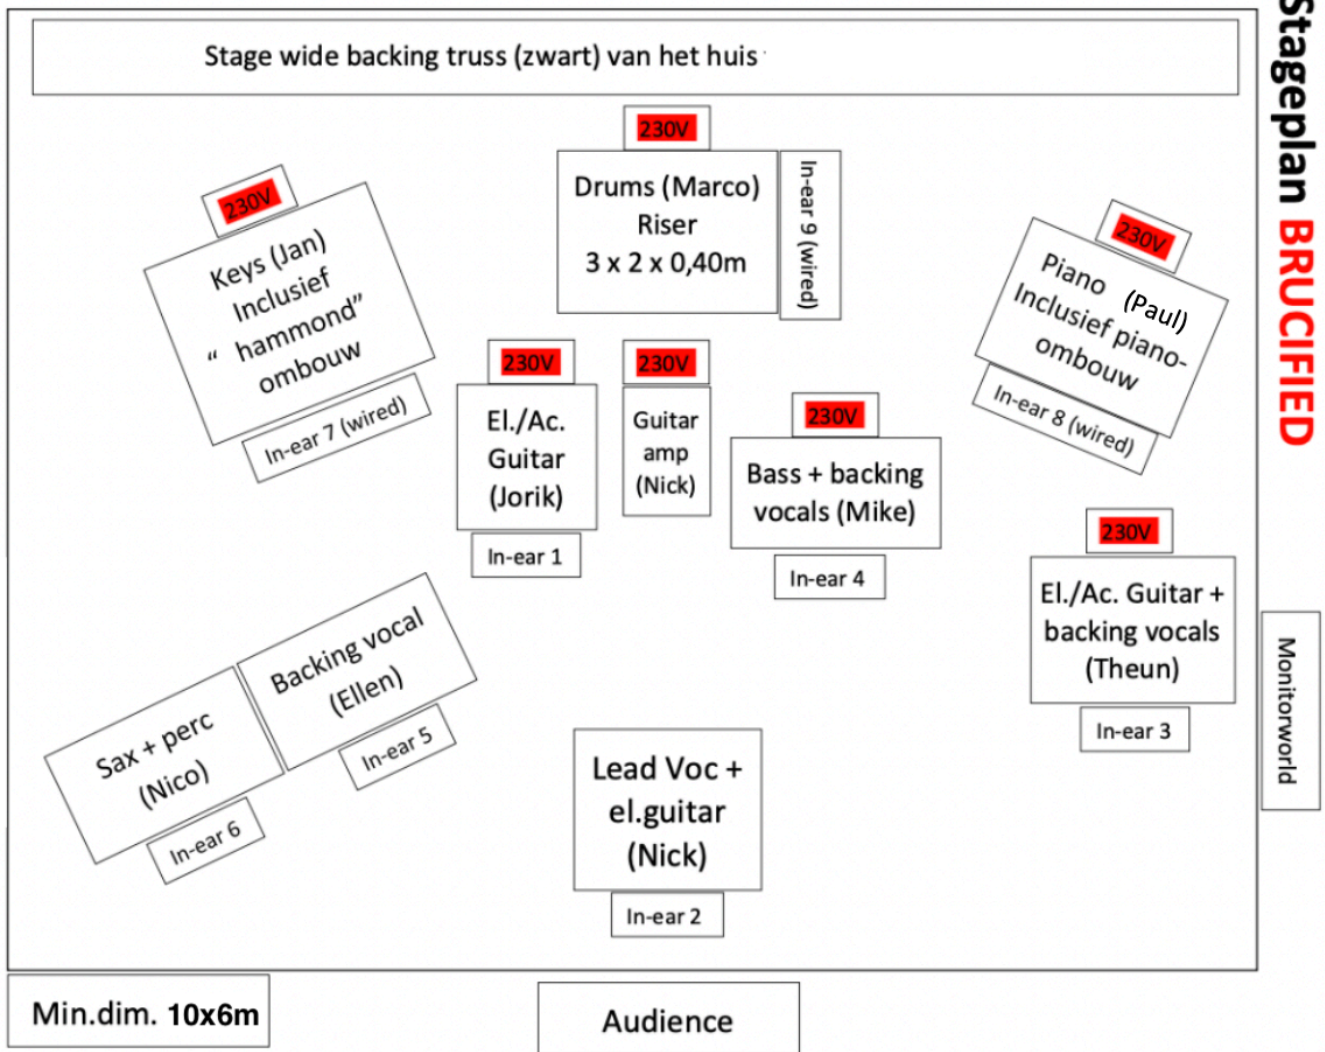 Stageplan BRUCIFIED
Stage wide backing truss (zwart) van het huis
230V
Drums (Marco)
Riser
3 x 2 x 0,40m
In-ear 9 (wired)
230V
Keys (Jan)
Inclusief
“ hammond”
ombouw
In-ear 7 (wired)
230V
Piano (Paul)
Inclusief piano-
ombouw
In-ear 8 (wired)
230V
El./Ac.
Guitar
(Jorik)
In-ear 1
230V
Guitar
amp
(Nick)
230V
Bass + backing
vocals (Mike)
In-ear 4
230V
El./Ac. Guitar +
backing vocals
(Theun)
In-ear 3
Monitorworld
Backing vocal
(Ellen)
In-ear 5
Sax + perc
(Nico)
In-ear 6
Lead Voc +
el.guitar
(Nick)
In-ear 2
Min.dim. 10x6m
Audience